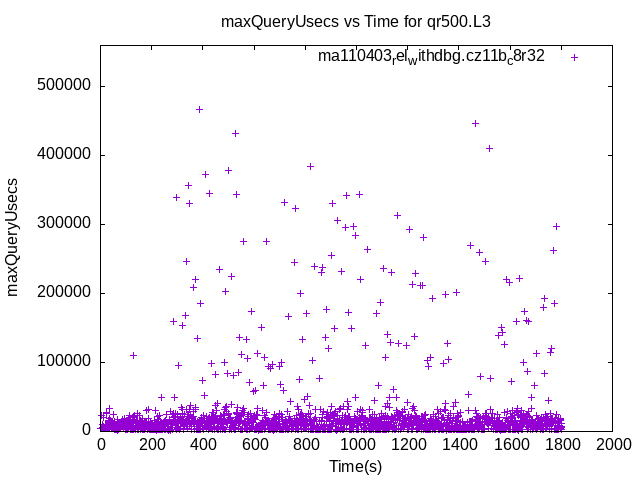 maxQueryUsecs vs Time for qr500.L3
ma110403relwithdbg.cz11bc8r32
500000
400000
300000
200000
100000
0
maxQueryUsecs
0 200 400 600 800 1000 1200 1400 1600 1800 2000
Time(s)